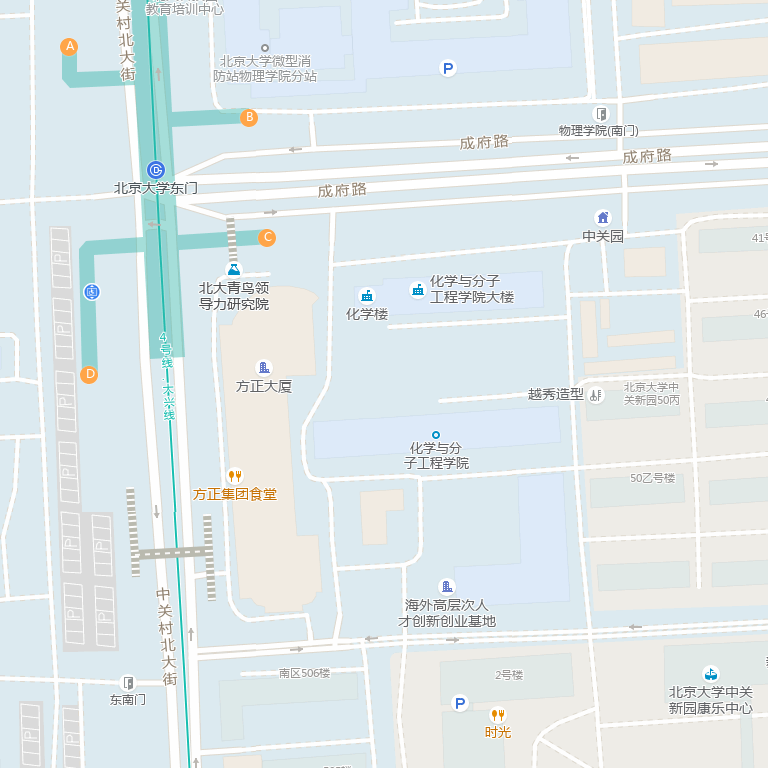 关村北大街
教育培训中心
A
北京大学微型消
防站物理学院分站
P
B
物理学院(南门)
成府路
成府路
成府路
北京大学东门
C
中关园
北大青鸟领
导力研究院
化学与分子
工程学院大楼
化学楼
4号线-大兴线
D
方正大厦
越秀造型
北京大学中
关新园50丙
化学与分
子工程学院
50乙号楼
方正集团食堂
P
P
P
P
P
P
P
P
中关村北大街
海外高层次人
才创新创业基地
南区506楼
2号楼
东南门
P
时光
北京大学中关
新园康乐中心
P
P